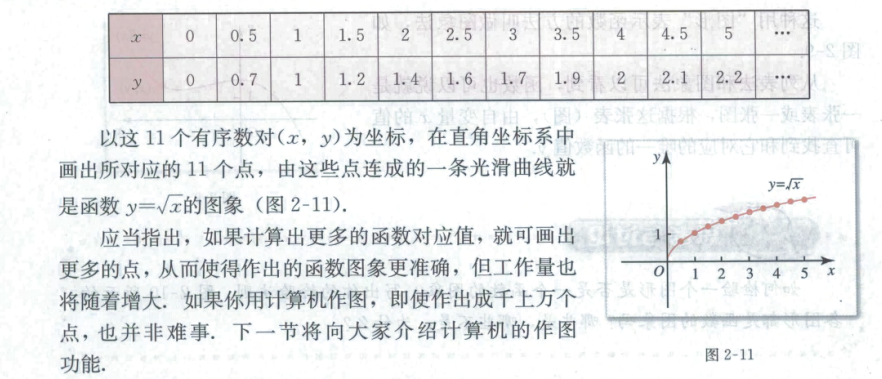 x 0 0.5 1 1.5 2 2.5 3 3.5 4 4.5 5 …
y 0 0.7 1 1.2 1.4 1.6 1.7 1.9 2 2.1 2.2 …
以这 11 个有序数对(x，y)为坐标，在直角坐标系中
画出所对应的 11 个点，由这些点连成的一条光滑曲线就
是函数 y=√x的图象（图 2-11）.
应当指出，如果计算出更多的函数对应值，就可画出
更多的点，从而使得作出的函数图象更准确，但工作量也
将随着增大. 如果你用计算机作图，即使作出成千上万个
点，也并非难事. 下一节将向大家介绍计算机的作图
功能.
y
y=√x
1
O 1 2 3 4 5 x
图 2-11